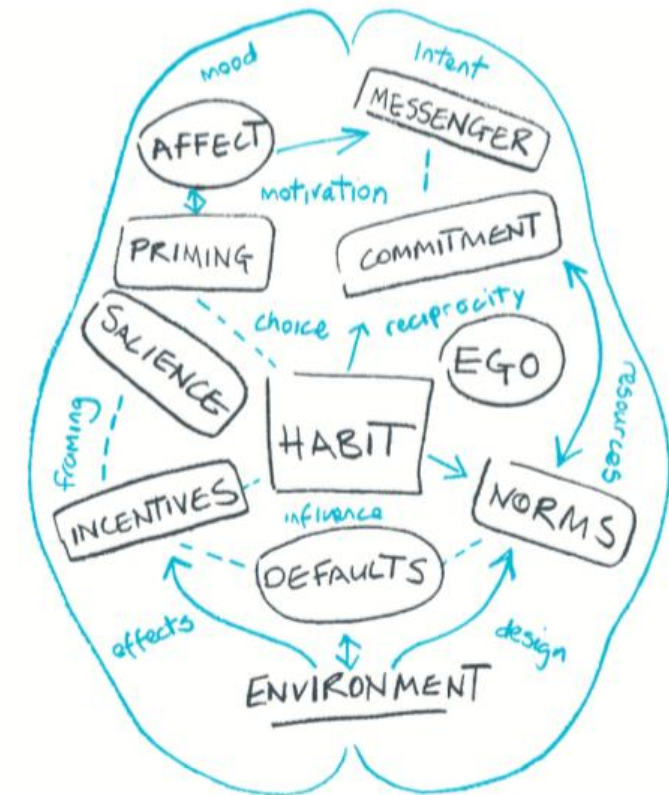 mood
Intent
AFFECT
MESSENGER
motivation
PRIMING
COMMITMENT
SALIENCE
choice
reciprocity
EGO
resources
framing
HABIT
INCENTIVES
NORMS
influence
DEFAULTS
effects
design
ENVIRONMENT